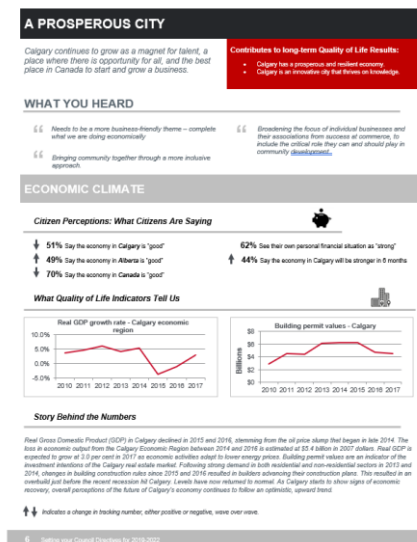 A PROSPEROUS CITY
Calgary continues to grow as a magnet for talent, a
place where there is opportunity for all, and the best
place in Canada to start and grow a business.
Contributes to long-term Quality of Life Results:
• Calgary has a prosperous and resilient economy.
• Calgary is an innovative city that thrives on knowledge.
WHAT YOU HEARD
“ Needs to be a more business-friendly theme – complete
what we are doing economically
“ Bringing community together through a more inclusive
approach.
“ Broadening the focus of individual businesses and
their associations from success at commerce, to
include the critical role they can and should play in
community development.
ECONOMIC CLIMATE
Citizen Perceptions: What Citizens Are Saying
51% Say the economy in Calgary is "good"
49% Say the economy in Alberta is "good"
70% Say the economy in Canada is "good"
62% See their own personal financial situation as "strong"
44% Say the economy in Calgary will be stronger in 6 months
What Quality of Life Indicators Tell Us
Real GDP growth rate - Calgary economic
region
10.0%
5.0%
0.0%
-5.0%
2010 2011 2012 2013 2014 2015 2016 2017
Building permit values - Calgary
Billions
$8
$6
$4
$2
$0
2010 2011 2012 2013 2014 2015 2016 2017
Story Behind the Numbers
Real Gross Domestic Product (GDP) in Calgary declined in 2015 and 2016, stemming from the oil price slump that began in late 2014. The
loss in economic output from the Calgary Economic Region between 2014 and 2016 is estimated at $5.4 billion in 2007 dollars. Real GDP is
expected to grow at 3.0 per cent in 2017 as economic activities adapt to lower energy prices. Building permit values are an indicator of the
investment intentions of the Calgary real estate market. Following strong demand in both residential and non-residential sectors in 2013 and
2014, changes in building construction rules since 2015 and 2016 resulted in builders advancing their construction plans. This resulted in an
overbuild just before the recent recession hit Calgary. Levels have now returned to normal. As Calgary starts to show signs of economic
recovery, overall perceptions of the future of Calgary's economy continues to follow an optimistic, upward trend.
Indicates a change in tracking number, either positive or negative, wave over wave.
6 Setting your Council Directives for 2019-2022